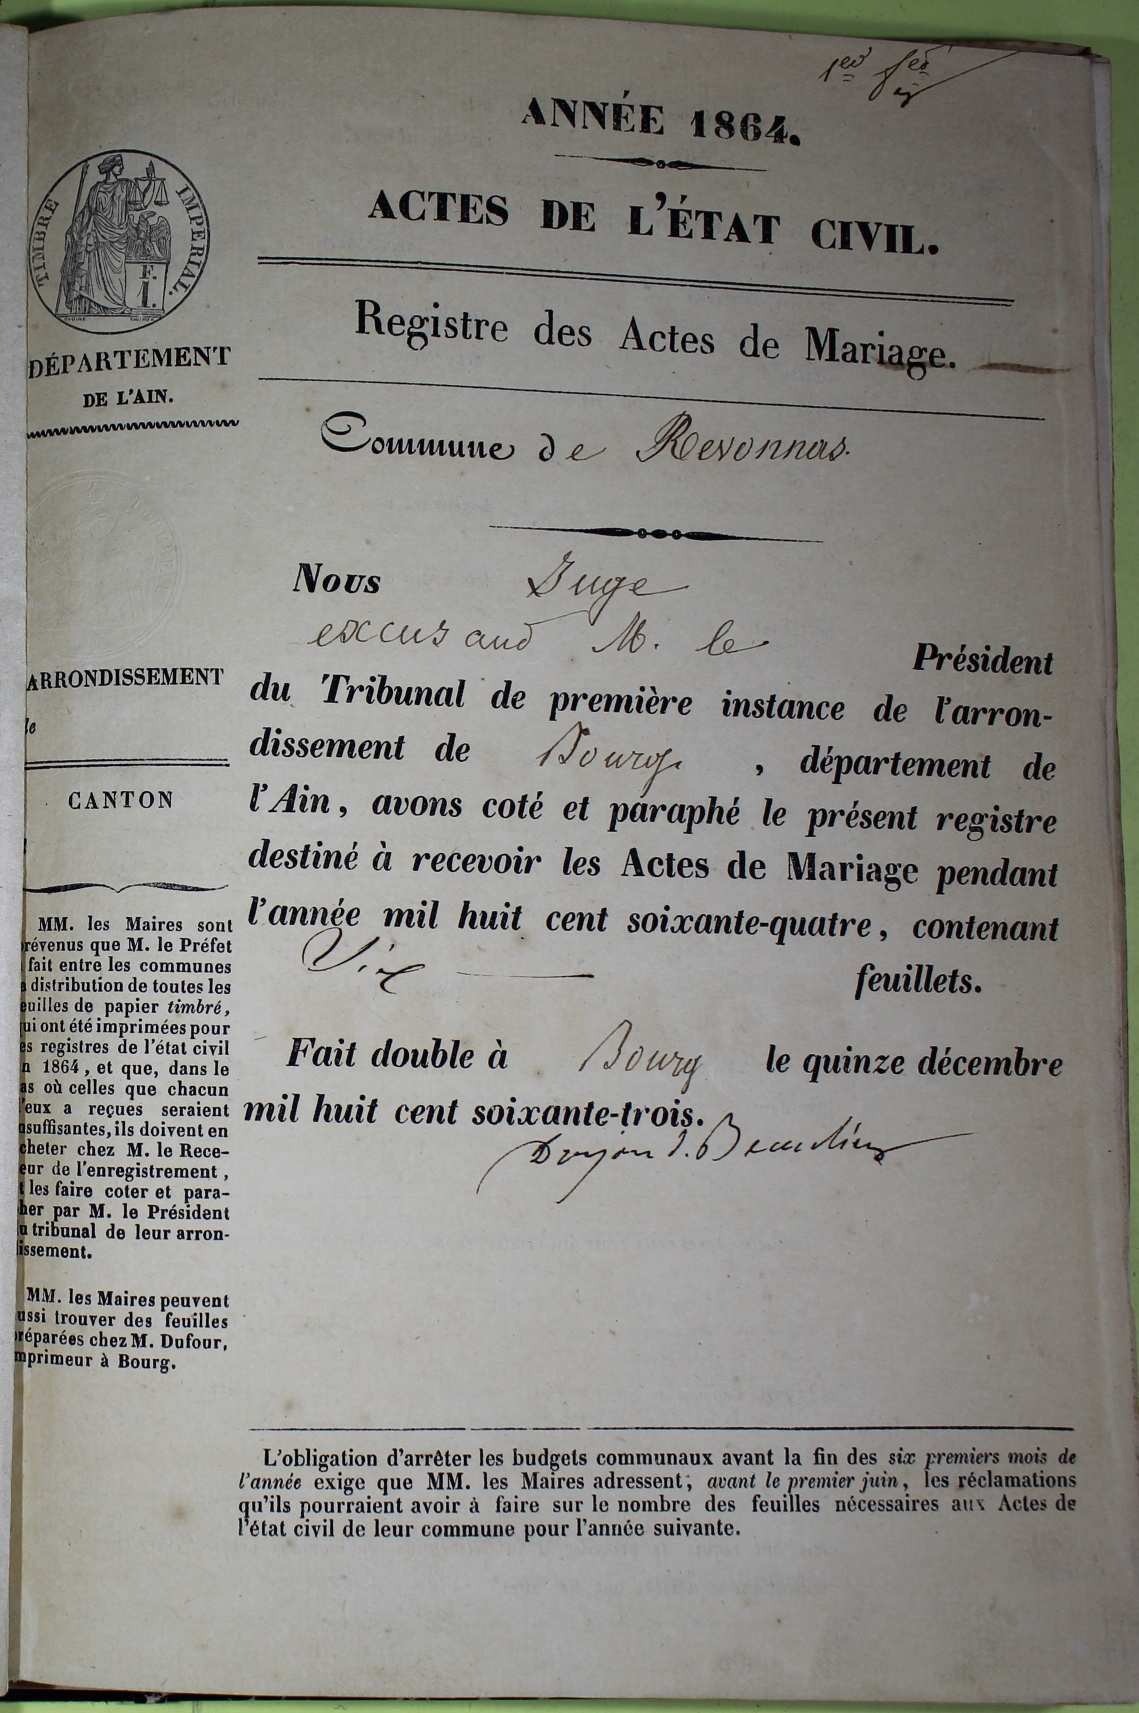 1er feet
ANNÉE 1864.
ACTES DE L'ÉTAT CIVIL.
TIMBRE IMPERIAL.
F.
1.
DÉPARTEMENT
DE L'AIN.
Registre des Actes de Mariage.
Commune de Revonnas.
Nous Juge
excusand M. le Président
du Tribunal de première instance de l'arron-
dissement de Bourg, département de
l'Ain, avons coté et paraphé le présent registre
destiné à recevoir les Actes de Mariage pendant
l'année mil huit cent soixante-quatre, contenant
Six feuillets.
Fait double à Bourg le quinze décembre
mil huit cent soixante-trois.
ARRONDISSEMENT
de
CANTON
MM. les Maires sont
révenus que M. le Préfet
fait entre les communes
a distribution de toutes les
euilles de papier timbré,
ui ont été imprimées pour
es registres de l'état civil
n 1864, et que, dans le
as où celles que chacun
'eux a reçues seraient
nsuffisantes, ils doivent en
cheter chez M. le Rece-
eur de l'enregistrement,
t les faire coter et para-
her par M. le Président
u tribunal de leur arron-
issement.
MM. les Maires peuvent
ussi trouver des feuilles
réparées chez M. Dufour,
mprimeur à Bourg.
L'obligation d'arrêter les budgets communaux avant la fin des six premiers mois de
l'année exige que MM. les Maires adressent, avant le premier juin, les réclamations
qu'ils pourraient avoir à faire sur le nombre des feuilles nécessaires aux Actes de
l'état civil de leur commune pour l'année suivante.